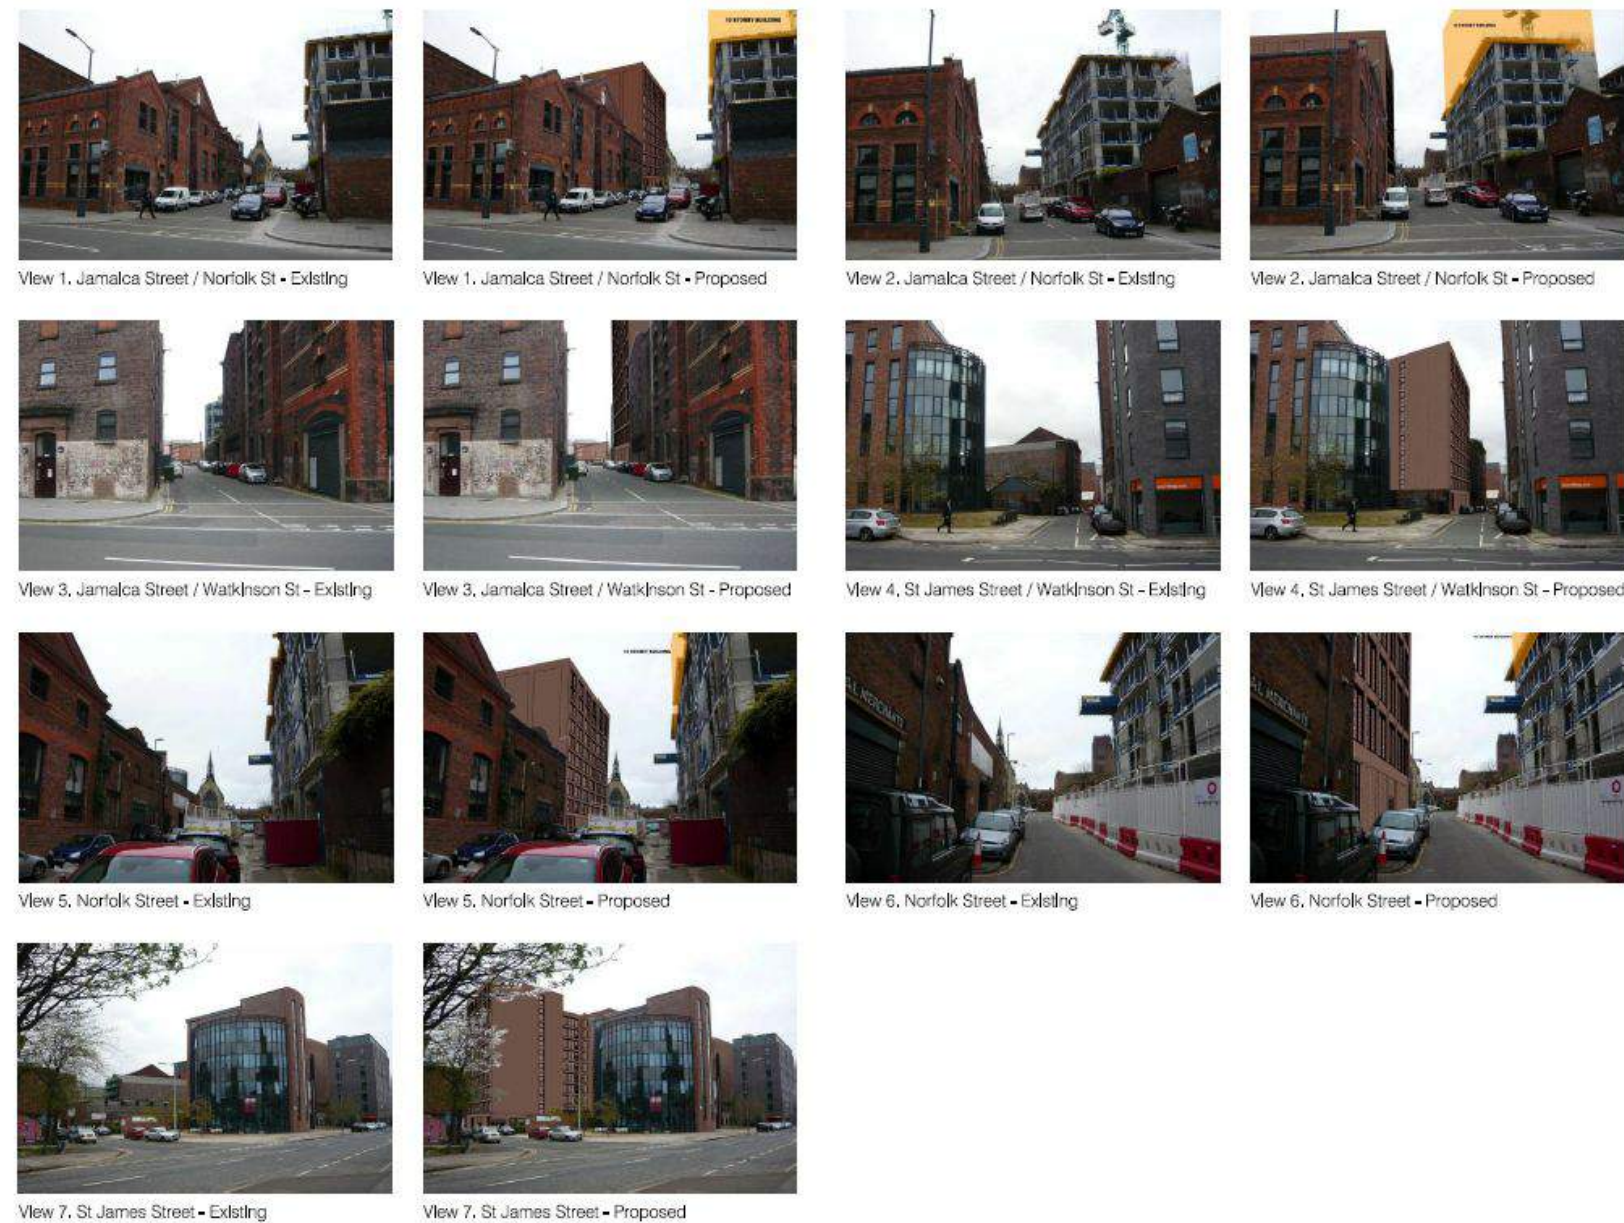 10 STOREY BUILDING
View 1. Jamaica Street / Norfolk St - Existing
View 1. Jamaica Street / Norfolk St - Proposed
View 2. Jamaica Street / Norfolk St - Existing
View 2. Jamaica Street / Norfolk St - Proposed
View 3. Jamaica Street / Watkinson St - Existing
View 3. Jamaica Street / Watkinson St - Proposed
View 4. St James Street / Watkinson St - Existing
View 4. St James Street / Watkinson St - Proposed
View 5. Norfolk Street - Existing
View 5. Norfolk Street - Proposed
View 6. Norfolk Street - Existing
View 6. Norfolk Street - Proposed
View 7. St James Street - Existing
View 7. St James Street - Proposed